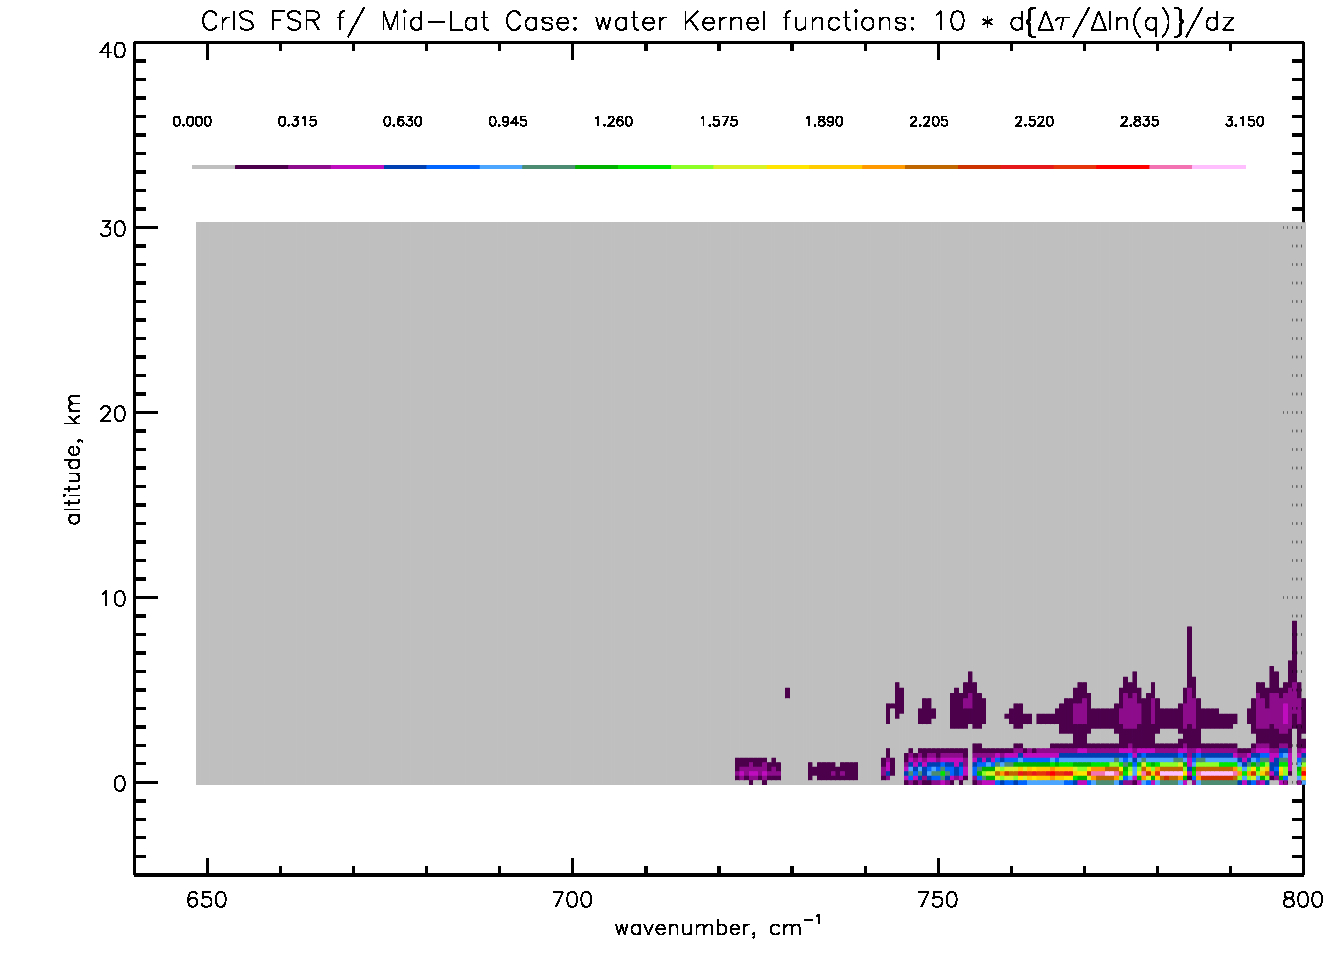 CrIS FSR f/ Mid-Lat Case: water Kernel functions: 10 * d{Δτ/Δln(q)}/dz
40
0.000 0.315 0.630 0.945 1.260 1.575 1.890 2.205 2.520 2.835 3.150
30
20
altitude, km
10
0
650 700 750 800
wavenumber, cm⁻¹